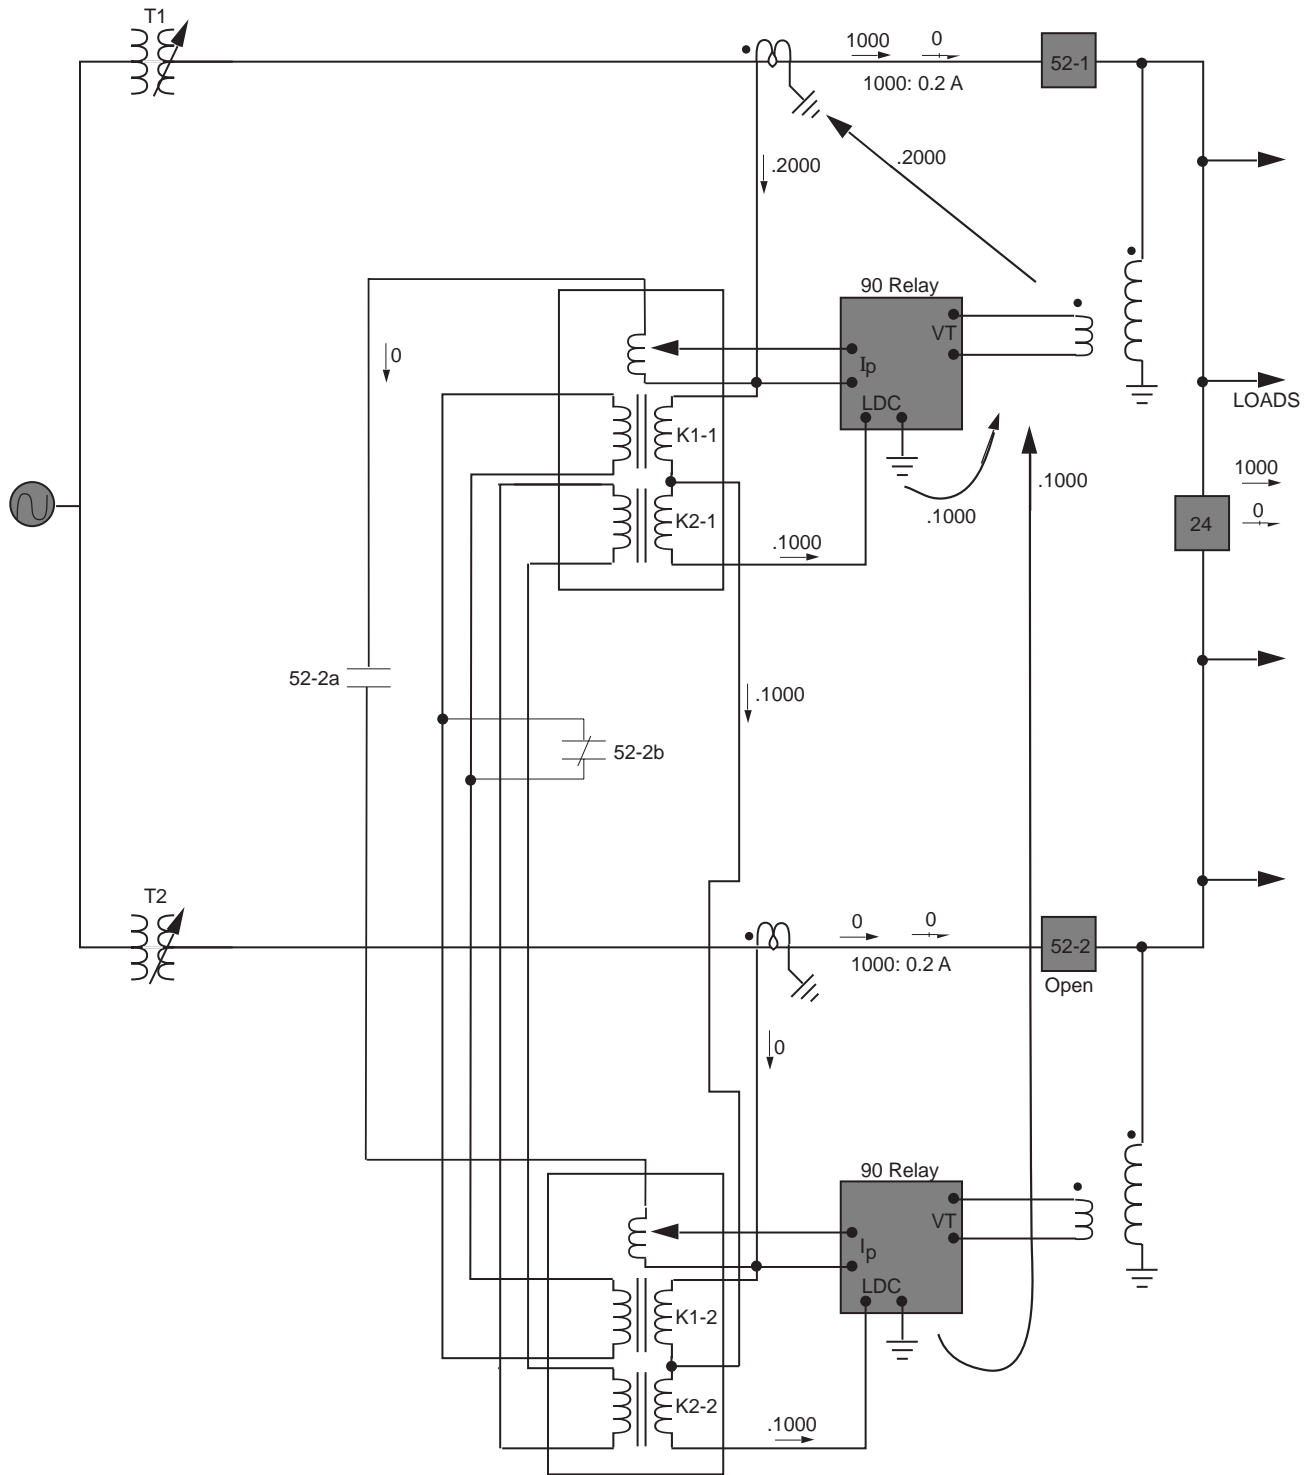 T1
1000
0
52-1
1000: 0.2 A
.2000
.2000
90 Relay
VT
0
Ip
LDC
LOADS
K1-1
1000
.1000
0
24
K2-1
.1000
.1000
52-2a
.1000
52-2b
T2
0
0
52-2
1000: 0.2 A
Open
0
90 Relay
VT
Ip
LDC
K1-2
K2-2
.1000